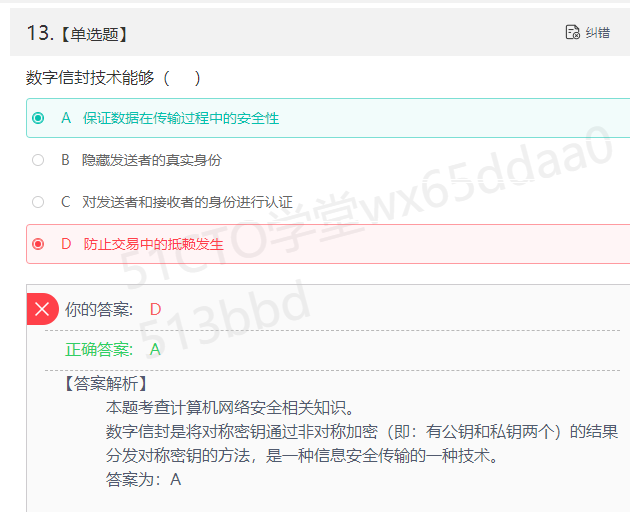 13.【单选题】
纠错
数字信封技术能够（ ）
A 保证数据在传输过程中的安全性
B 隐藏发送者的真实身份
C 对发送者和接收者的身份进行认证
D 防止交易中的抵赖发生
51CTO学堂wx65ddaa0
513bbd
你的答案: D
正确答案: A
【答案解析】
本题考查计算机网络安全相关知识。
数字信封是将对称密钥通过非对称加密（即：有公钥和私钥两个）的结果
分发对称密钥的方法，是一种信息安全传输的一种技术。
答案为：A